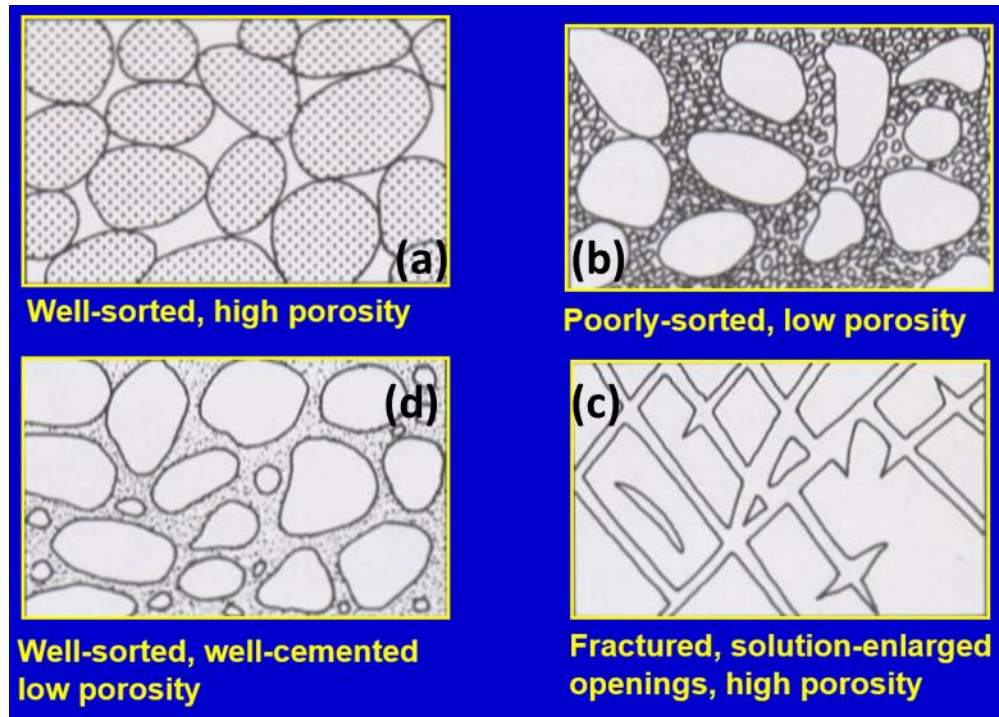 (a)
Well-sorted, high porosity
(b)
Poorly-sorted, low porosity
(d)
Well-sorted, well-cemented
low porosity
(c)
Fractured, solution-enlarged
openings, high porosity